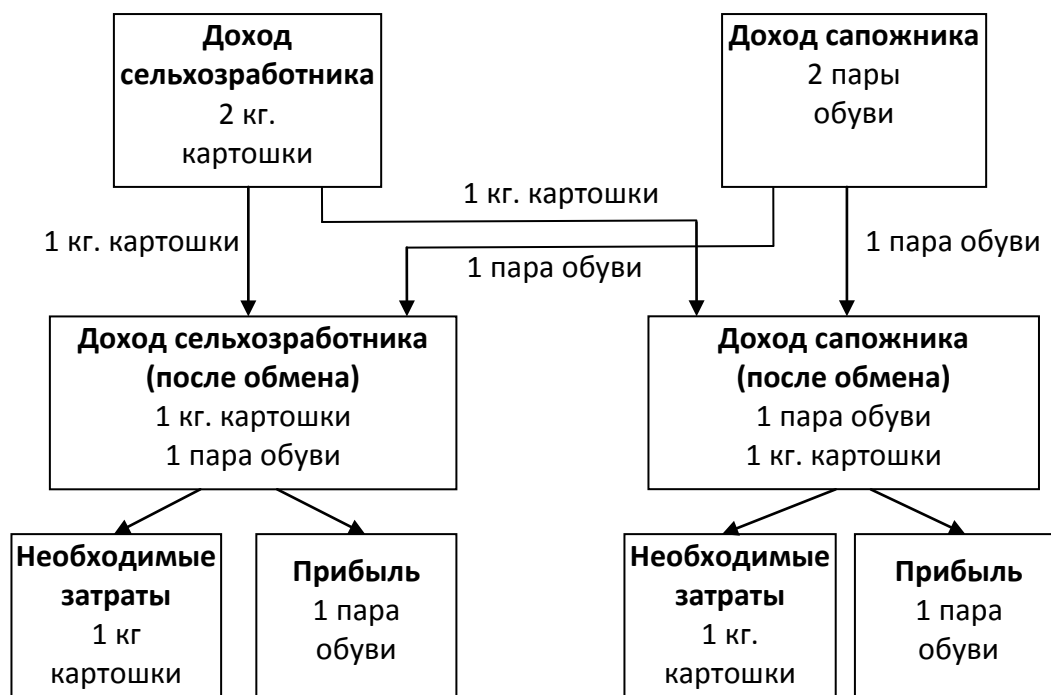 Доход
сельхозработника
2 кг.
картошки
Доход сапожника
2 пары
обуви
1 кг. картошки
1 кг. картошки
1 пара обуви
1 пара обуви
Доход сельхозработника
(после обмена)
1 кг. картошки
1 пара обуви
Доход сапожника
(после обмена)
1 пара обуви
1 кг. картошки
Необходимые
затраты
1 кг
картошки
Прибыль
1 пара
обуви
Необходимые
затраты
1 кг.
картошки
Прибыль
1 пара
обуви